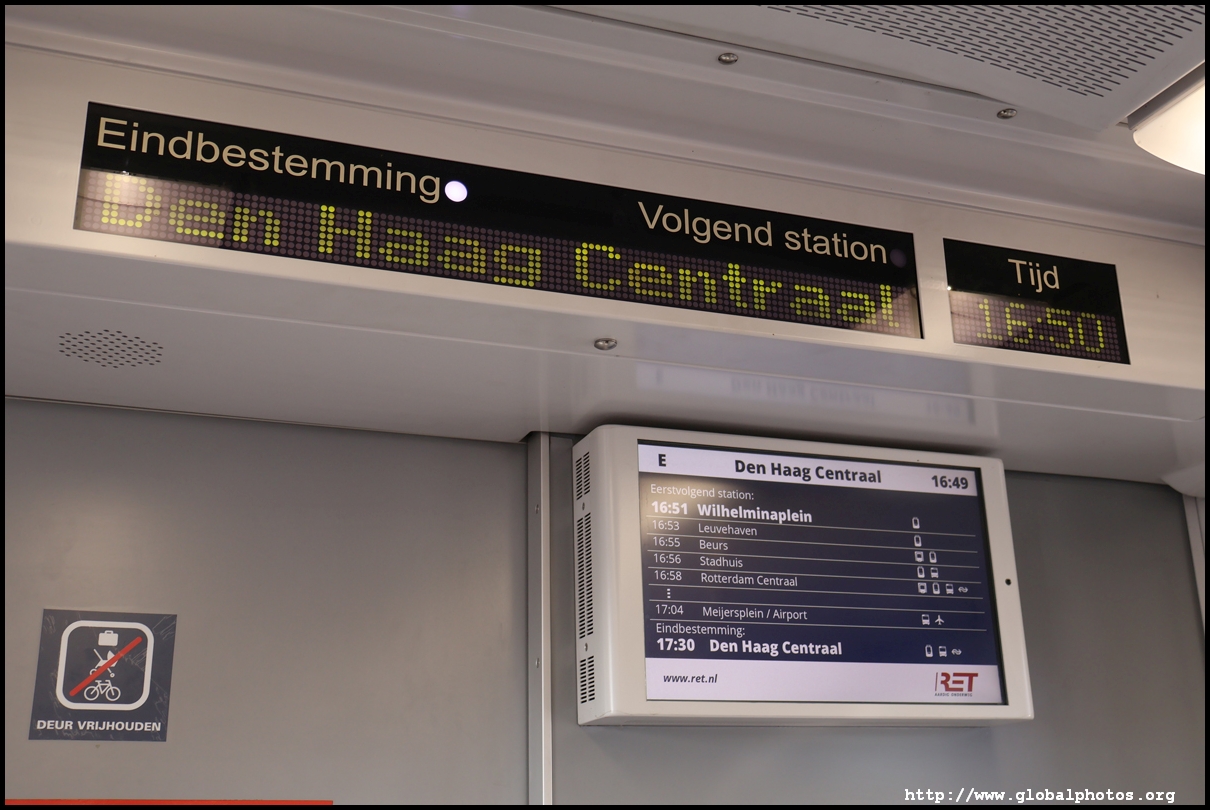 Eindbestemming
Volgend station
Den Haag Centraal
Tijd
16:50
E Den Haag Centraal 16:49
Eerstvolgend station:
16:51 Wilhelminaplein
16:53 Leuvehaven
16:55 Beurs
16:56 Stadhuis
16:58 Rotterdam Centraal
17:04 Meijersplein / Airport
Eindbestemming:
17:30 Den Haag Centraal
www.ret.nl
RET
DEUR VRIJHOUDEN
http://www.globalphotos.org